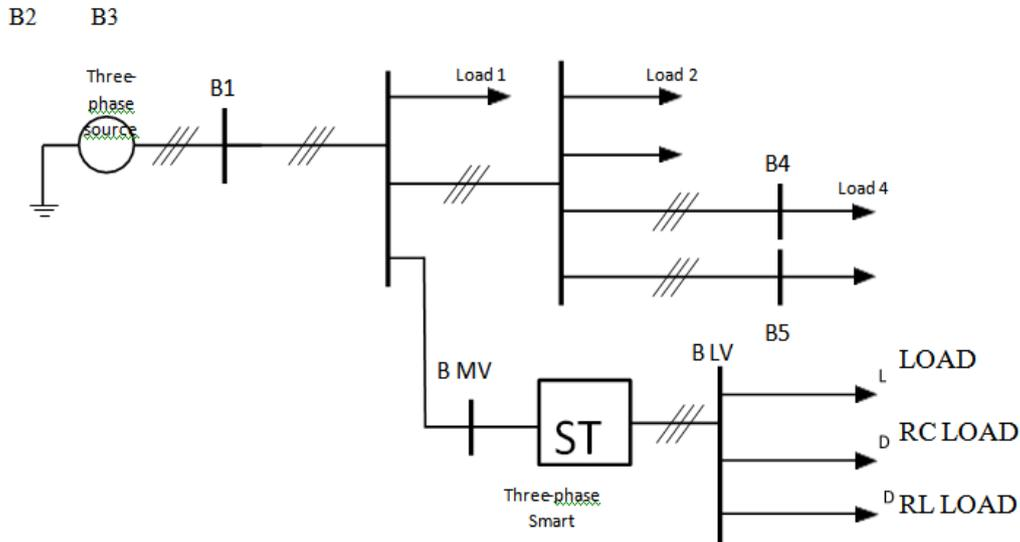 B2 B3
Three-
phase
source
B1
Load 1
Load 2
B4
Load 4
B5
B LV
B MV
ST
Three-phase
Smart
L LOAD
D RC LOAD
D RL LOAD